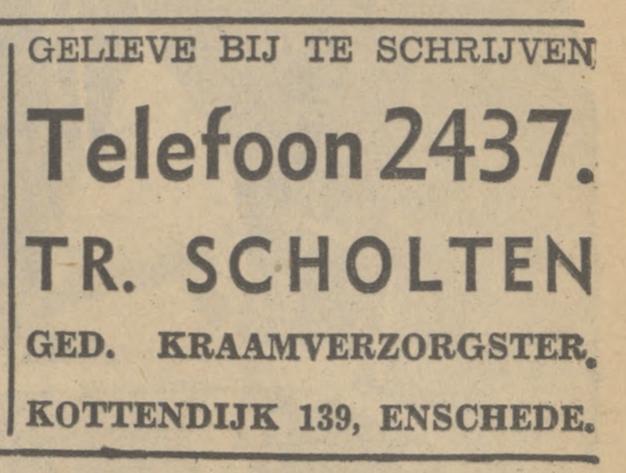 GELIEVE BIJ TE SCHRIJVEN
Telefoon 2437.
TR. SCHOLTEN
GED. KRAAMVERZORGSTER.
KOTTENDIJK 139, ENSCHEDE.